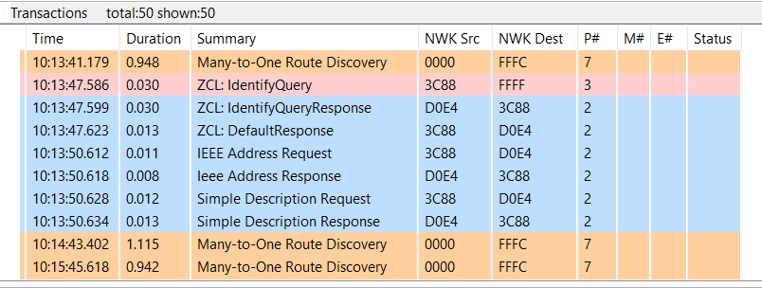 Transactions total:50 shown:50
Time Duration Summary NWK Src NWK Dest P# M# E# Status
10:13:41.179 0.948 Many-to-One Route Discovery 0000 FFFC 7
10:13:47.586 0.030 ZCL: IdentifyQuery 3C88 FFFF 3
10:13:47.599 0.030 ZCL: IdentifyQueryResponse D0E4 3C88 2
10:13:47.623 0.013 ZCL: DefaultResponse 3C88 D0E4 2
10:13:50.612 0.011 IEEE Address Request 3C88 D0E4 2
10:13:50.618 0.008 Ieee Address Response D0E4 3C88 2
10:13:50.628 0.012 Simple Description Request 3C88 D0E4 2
10:13:50.634 0.013 Simple Description Response D0E4 3C88 2
10:14:43.402 1.115 Many-to-One Route Discovery 0000 FFFC 7
10:15:45.618 0.942 Many-to-One Route Discovery 0000 FFFC 7